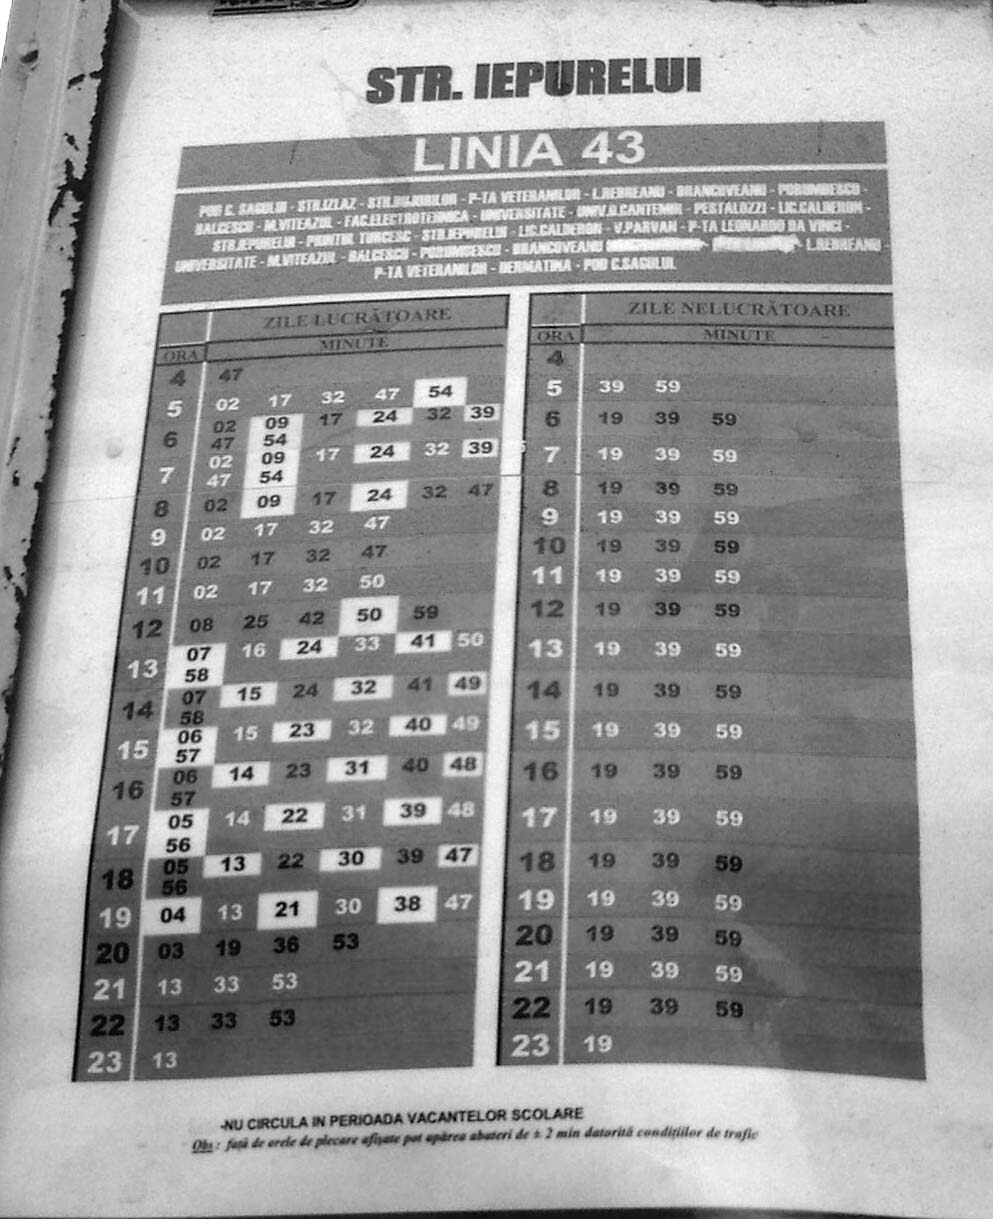 STR. IEPURELUI
LINIA 43
POD C. SAGULUI - STR.IZLAZ - STR.BUJORILOR - P-TA VETERANILOR - L.REBREANU - BRANCOVEANU - PORUMBESCU -
BALCESCU - M.VITEAZUL - FAC.ELECTROTEHNICA - UNIVERSITATE - UNIV.D.CANTEMIR - PESTALOZZI - LIC.CALDERON -
STR.IEPURELUI - PRINTUL TURCESC - STR.IEPURELUI - LIC.CALDERON - V.PARVAN - P-TA LEONARDO DA VINCI -
UNIVERSITATE - M.VITEAZUL - BALCESCU - PORUMBESCU - BRANCOVEANU L.REBREANU -
P-TA VETERANILOR - DERMATINA - POD C.SAGULUI
ZILE LUCRĂTOARE
ORA MINUTE
4 47
5 02 17 32 47 54
6 02 09 17 24 32 39
47 54
7 02 09 17 24 32 39
47 54
8 02 09 17 24 32 47
9 02 17 32 47
10 02 17 32 47
11 02 17 32 50
12 08 25 42 50 59
13 07 16 24 33 41 50
58
14 07 15 24 32 41 49
58
15 06 15 23 32 40 49
57
16 06 14 23 31 40 48
57
17 05 14 22 31 39 48
56
18 05 13 22 30 39 47
56
19 04 13 21 30 38 47
20 03 19 36 53
21 13 33 53
22 13 33 53
23 13
ZILE NELUCRĂTOARE
ORA MINUTE
4
5 39 59
6 19 39 59
7 19 39 59
8 19 39 59
9 19 39 59
10 19 39 59
11 19 39 59
12 19 39 59
13 19 39 59
14 19 39 59
15 19 39 59
16 19 39 59
17 19 39 59
18 19 39 59
19 19 39 59
20 19 39 59
21 19 39 59
22 19 39 59
23 19
-NU CIRCULA IN PERIOADA VACANTELOR SCOLARE
Obs : față de orele de plecare afișate pot apărea abateri de ± 2 min datorită condițiilor de trafic